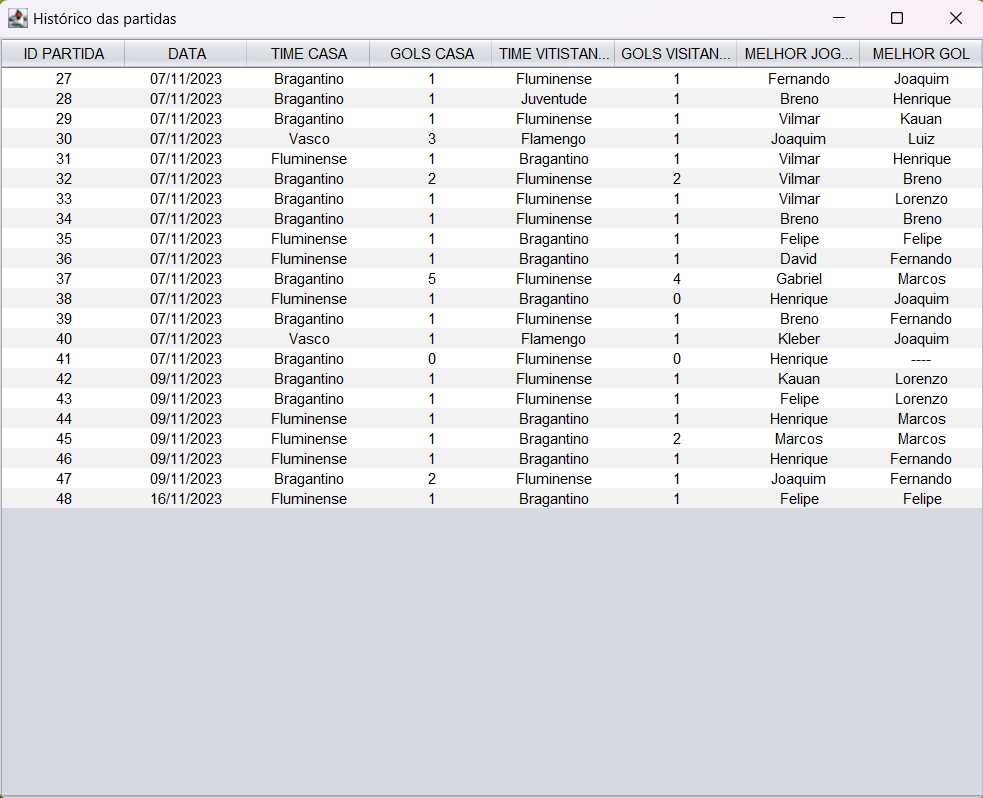 Histórico das partidas
ID PARTIDA DATA TIME CASA GOLS CASA TIME VITISTAN... GOLS VISITAN... MELHOR JOG... MELHOR GOL
27 07/11/2023 Bragantino 1 Fluminense 1 Fernando Joaquim
28 07/11/2023 Bragantino 1 Juventude 1 Breno Henrique
29 07/11/2023 Bragantino 1 Fluminense 1 Vilmar Kauan
30 07/11/2023 Vasco 3 Flamengo 1 Joaquim Luiz
31 07/11/2023 Fluminense 1 Bragantino 1 Vilmar Henrique
32 07/11/2023 Bragantino 2 Fluminense 2 Vilmar Breno
33 07/11/2023 Bragantino 1 Fluminense 1 Vilmar Lorenzo
34 07/11/2023 Bragantino 1 Fluminense 1 Breno Breno
35 07/11/2023 Fluminense 1 Bragantino 1 Felipe Felipe
36 07/11/2023 Fluminense 1 Bragantino 1 David Fernando
37 07/11/2023 Bragantino 5 Fluminense 4 Gabriel Marcos
38 07/11/2023 Fluminense 1 Bragantino 0 Henrique Joaquim
39 07/11/2023 Bragantino 1 Fluminense 1 Breno Fernando
40 07/11/2023 Vasco 1 Flamengo 1 Kleber Joaquim
41 07/11/2023 Bragantino 0 Fluminense 0 Henrique ----
42 09/11/2023 Bragantino 1 Fluminense 1 Kauan Lorenzo
43 09/11/2023 Bragantino 1 Fluminense 1 Felipe Lorenzo
44 09/11/2023 Fluminense 1 Bragantino 1 Henrique Marcos
45 09/11/2023 Fluminense 1 Bragantino 2 Marcos Marcos
46 09/11/2023 Fluminense 1 Bragantino 1 Henrique Fernando
47 09/11/2023 Bragantino 2 Fluminense 1 Joaquim Fernando
48 16/11/2023 Fluminense 1 Bragantino 1 Felipe Felipe